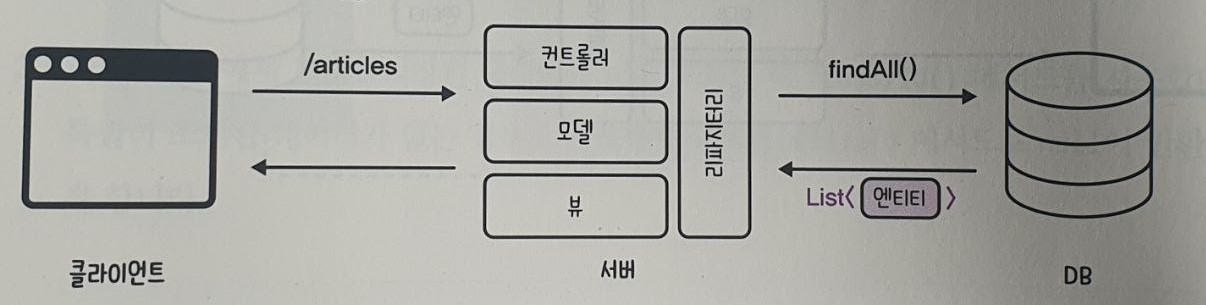 /articles
컨트롤러
모델
뷰
리파지터리
findAll()
List〈 엔티티 〉
클라이언트
서버
DB